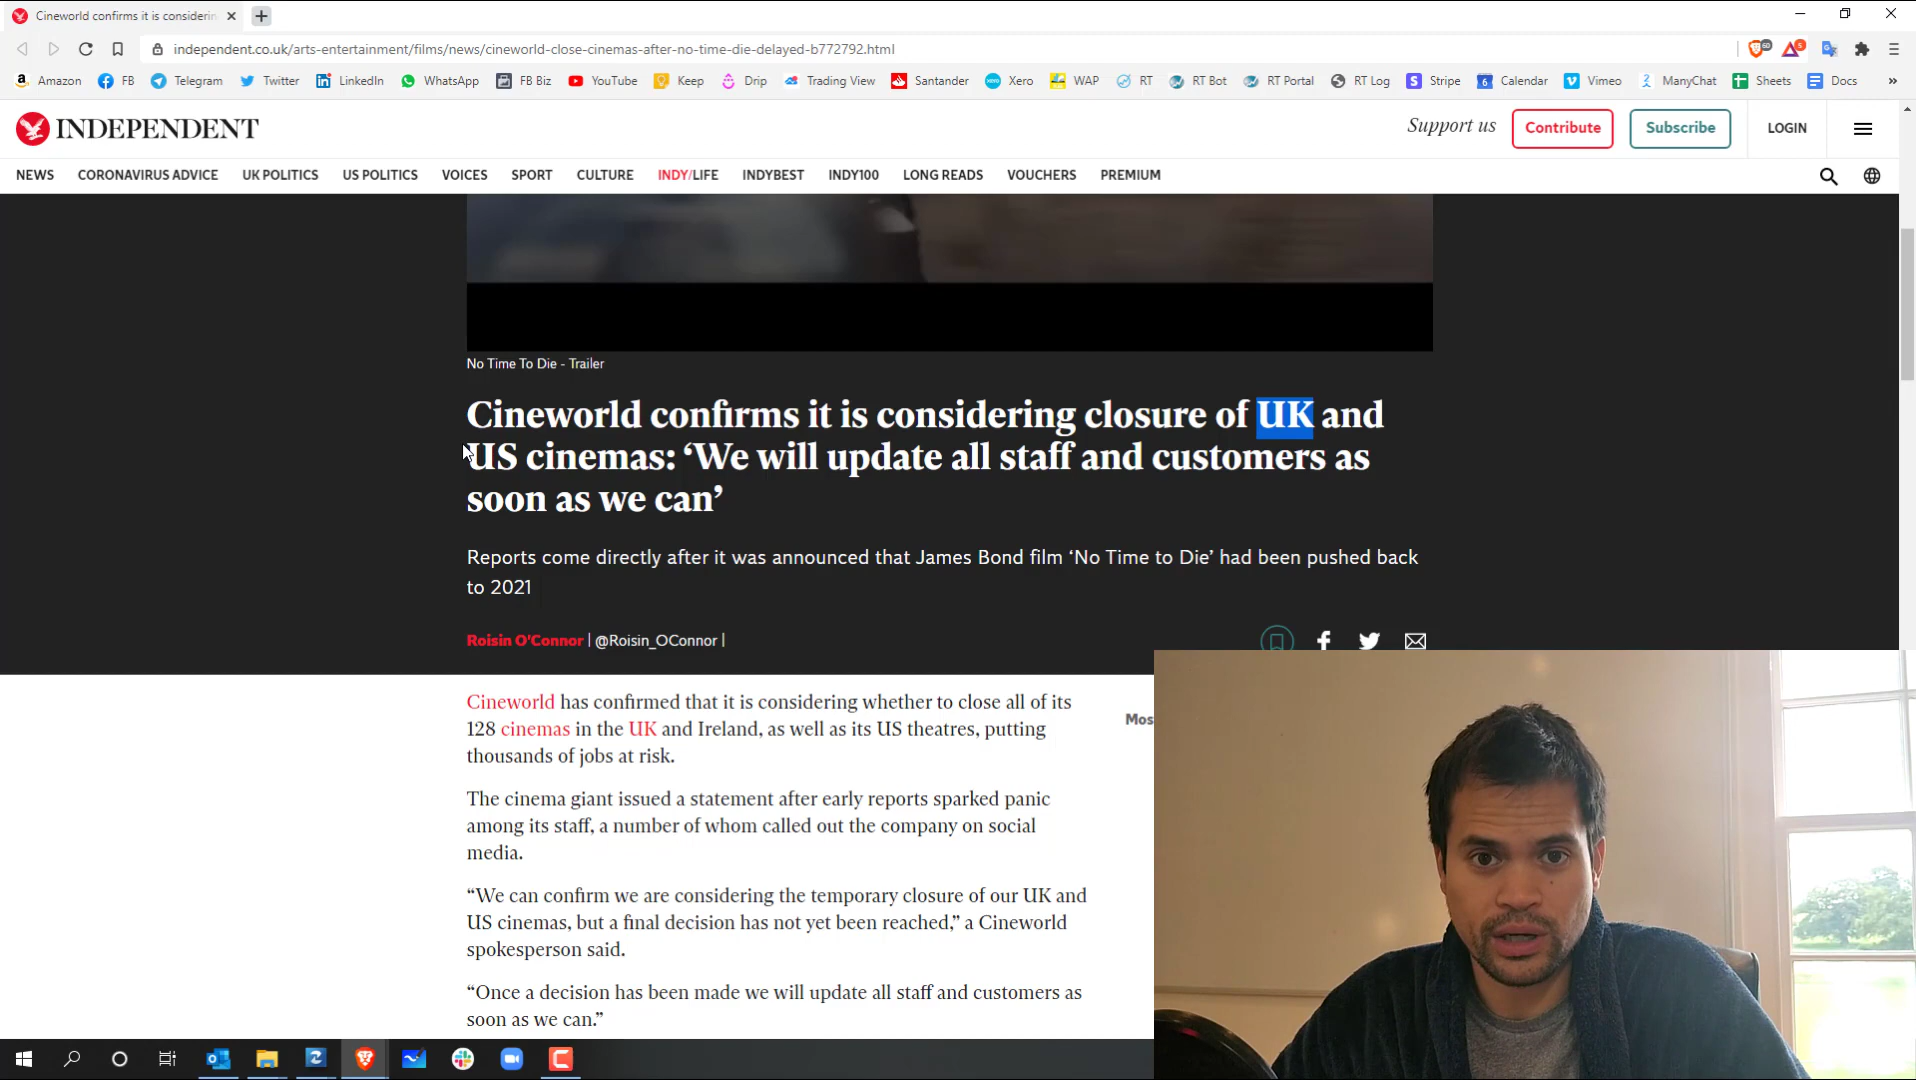 Cineworld confirms it is considerin
independent.co.uk/arts-entertainment/films/news/cineworld-close-cinemas-after-no-time-die-delayed-b772792.html
60
5
Amazon FB Telegram Twitter LinkedIn WhatsApp FB Biz YouTube Keep Drip Trading View Santander Xero WAP RT RT Bot RT Portal RT Log Stripe Calendar Vimeo ManyChat Sheets Docs »
INDEPENDENT
Support us Contribute Subscribe LOGIN
NEWS CORONAVIRUS ADVICE UK POLITICS US POLITICS VOICES SPORT CULTURE INDY/LIFE INDYBEST INDY100 LONG READS VOUCHERS PREMIUM
No Time To Die - Trailer
Cineworld confirms it is considering closure of UK and
US cinemas: ‘We will update all staff and customers as
soon as we can’
Reports come directly after it was announced that James Bond film ‘No Time to Die’ had been pushed back
to 2021
Roisin O'Connor | @Roisin_OConnor |
Cineworld has confirmed that it is considering whether to close all of its
128 cinemas in the UK and Ireland, as well as its US theatres, putting
thousands of jobs at risk.
Mos
The cinema giant issued a statement after early reports sparked panic
among its staff, a number of whom called out the company on social
media.
“We can confirm we are considering the temporary closure of our UK and
US cinemas, but a final decision has not yet been reached,” a Cineworld
spokesperson said.
“Once a decision has been made we will update all staff and customers as
soon as we can.”